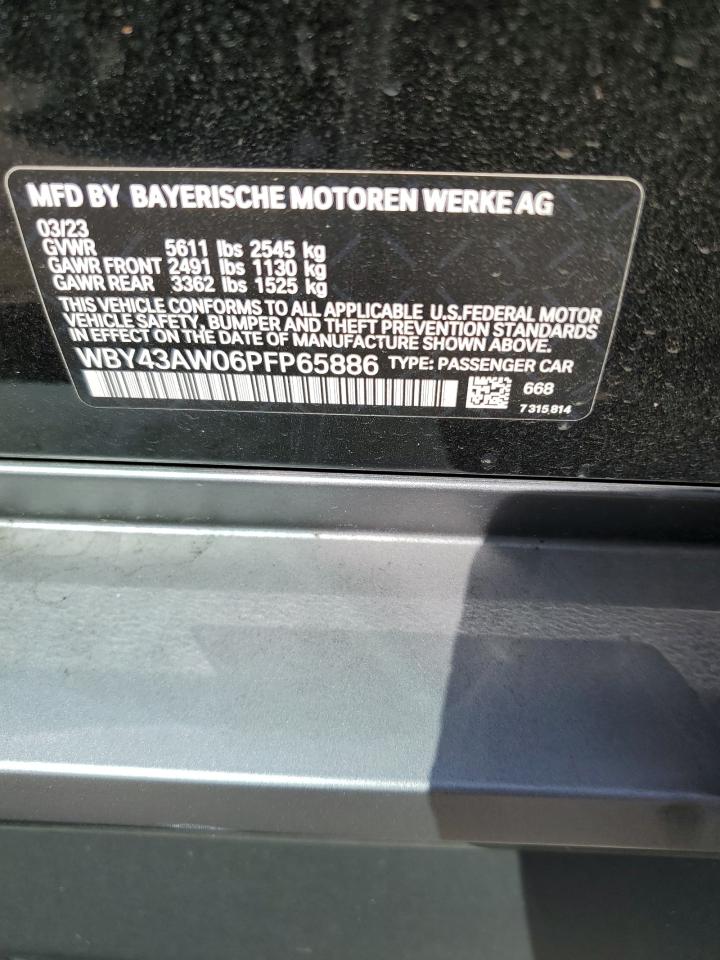 MFD BY BAYERISCHE MOTOREN WERKE AG
03/23
GVWR 5611 lbs 2545 kg
GAWR FRONT 2491 lbs 1130 kg
GAWR REAR 3362 lbs 1525 kg
THIS VEHICLE CONFORMS TO ALL APPLICABLE U.S.FEDERAL MOTOR
VEHICLE SAFETY, BUMPER AND THEFT PREVENTION STANDARDS
IN EFFECT ON THE DATE OF MANUFACTURE SHOWN ABOVE.
WBY43AW06PFP65886 TYPE: PASSENGER CAR
668
7 315 814